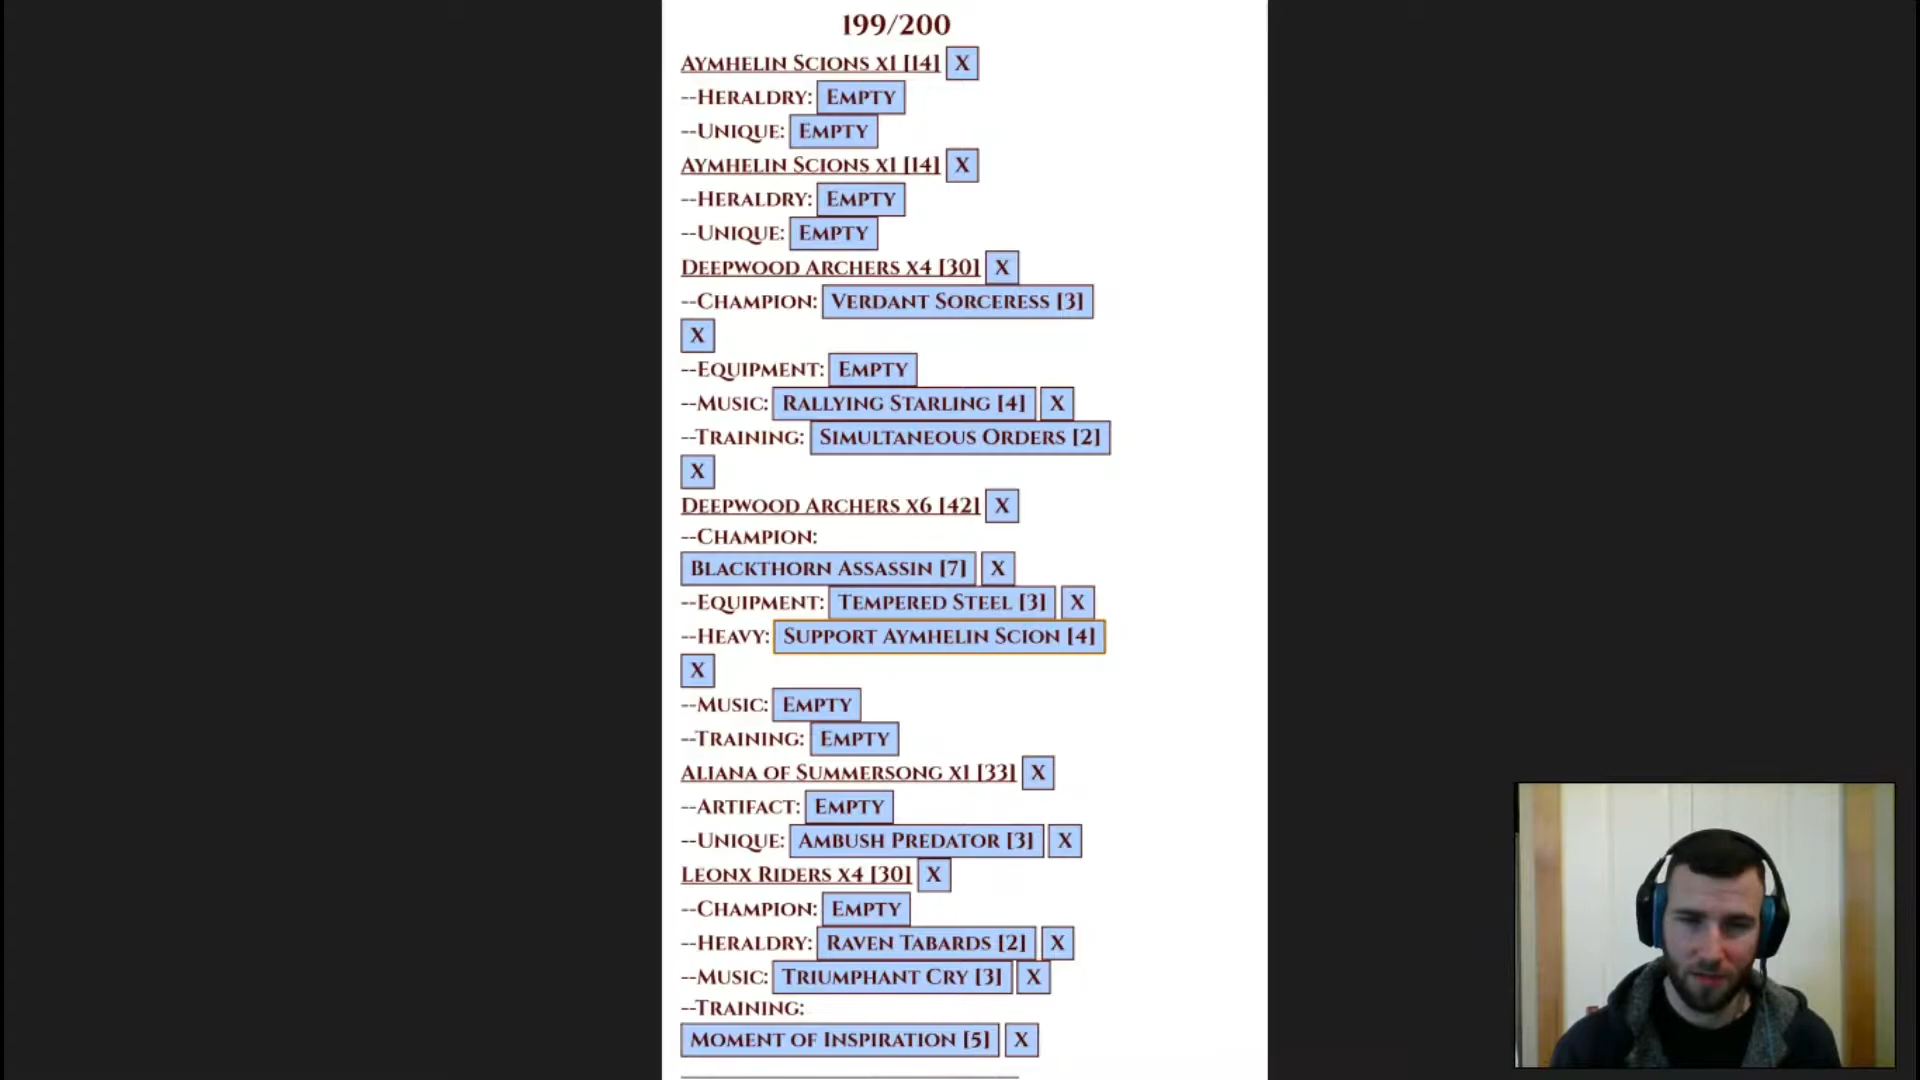 199/200
Aymhelin Scions x1 [14] X
--Heraldry: Empty
--Unique: Empty
Aymhelin Scions x1 [14] X
--Heraldry: Empty
--Unique: Empty
Deepwood Archers x4 [30] X
--Champion: Verdant Sorceress [3]
X
--Equipment: Empty
--Music: Rallying Starling [4] X
--Training: Simultaneous Orders [2]
X
Deepwood Archers x6 [42] X
--Champion:
Blackthorn Assassin [7] X
--Equipment: Tempered Steel [3] X
--Heavy: Support Aymhelin Scion [4]
X
--Music: Empty
--Training: Empty
Aliana of Summersong x1 [33] X
--Artifact: Empty
--Unique: Ambush Predator [3] X
Leonx Riders x4 [30] X
--Champion: Empty
--Heraldry: Raven Tabards [2] X
--Music: Triumphant Cry [3] X
--Training:
Moment of Inspiration [5] X